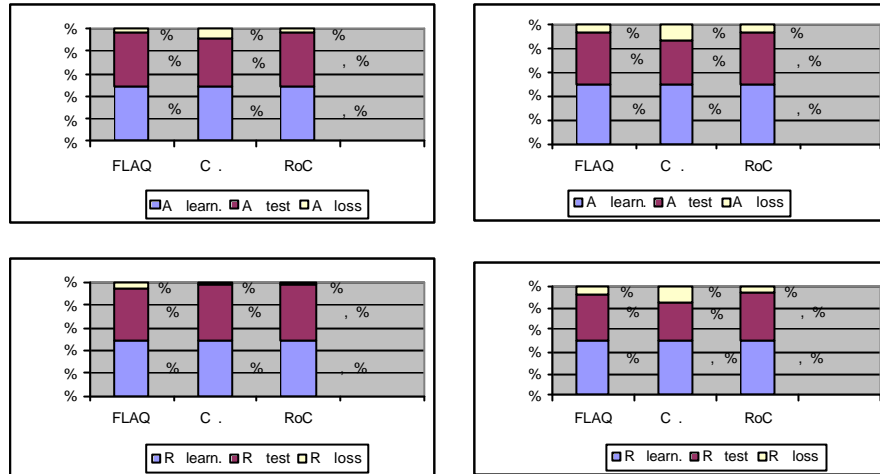 %
% % % %
%
% % , %
%
%
% % , %
%
FLAQ C . RoC
A learn. A test A loss
%
% % % %
%
% % , %
%
%
% % , %
%
FLAQ C . RoC
A learn. A test A loss
%
% % % %
%
% % , %
%
%
% % , %
%
FLAQ C . RoC
R learn. R test R loss
%
% % % %
%
% % , %
%
%
% , % , %
%
FLAQ C . RoC
R learn. R test R loss